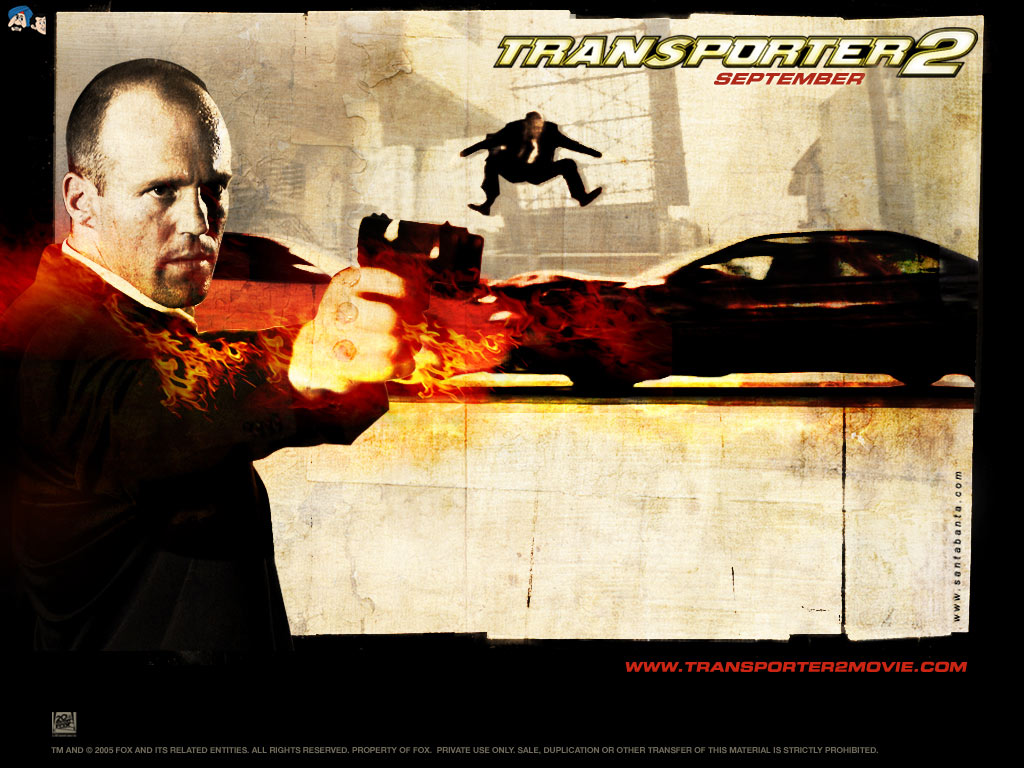 TRANSPORTER 2
SEPTEMBER
www.santabanta.com
WWW.TRANSPORTER2MOVIE.COM
TM AND © 2005 FOX AND ITS RELATED ENTITIES. ALL RIGHTS RESERVED. PROPERTY OF FOX. PRIVATE USE ONLY. SALE, DUPLICATION OR OTHER TRANSFER OF THIS MATERIAL IS STRICTLY PROHIBITED.